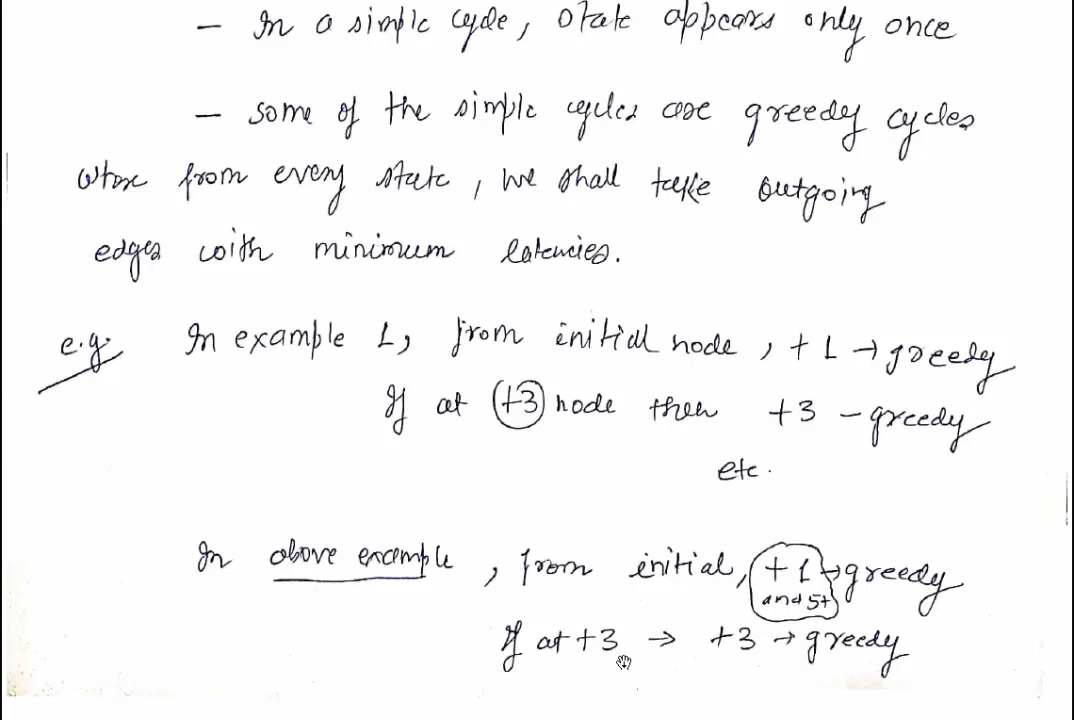 - In a simple cycle, state appears only once
- some of the simple cycles are greedy cycles
where from every state, we shall take outgoing
edges with minimum latencies.
e.g. In example 1, from initial node, +1 → greedy
If at +3 node then +3 - greedy
etc.
In above example, from initial, +1 → greedy
and 5+
If at +3 → +3 → greedy